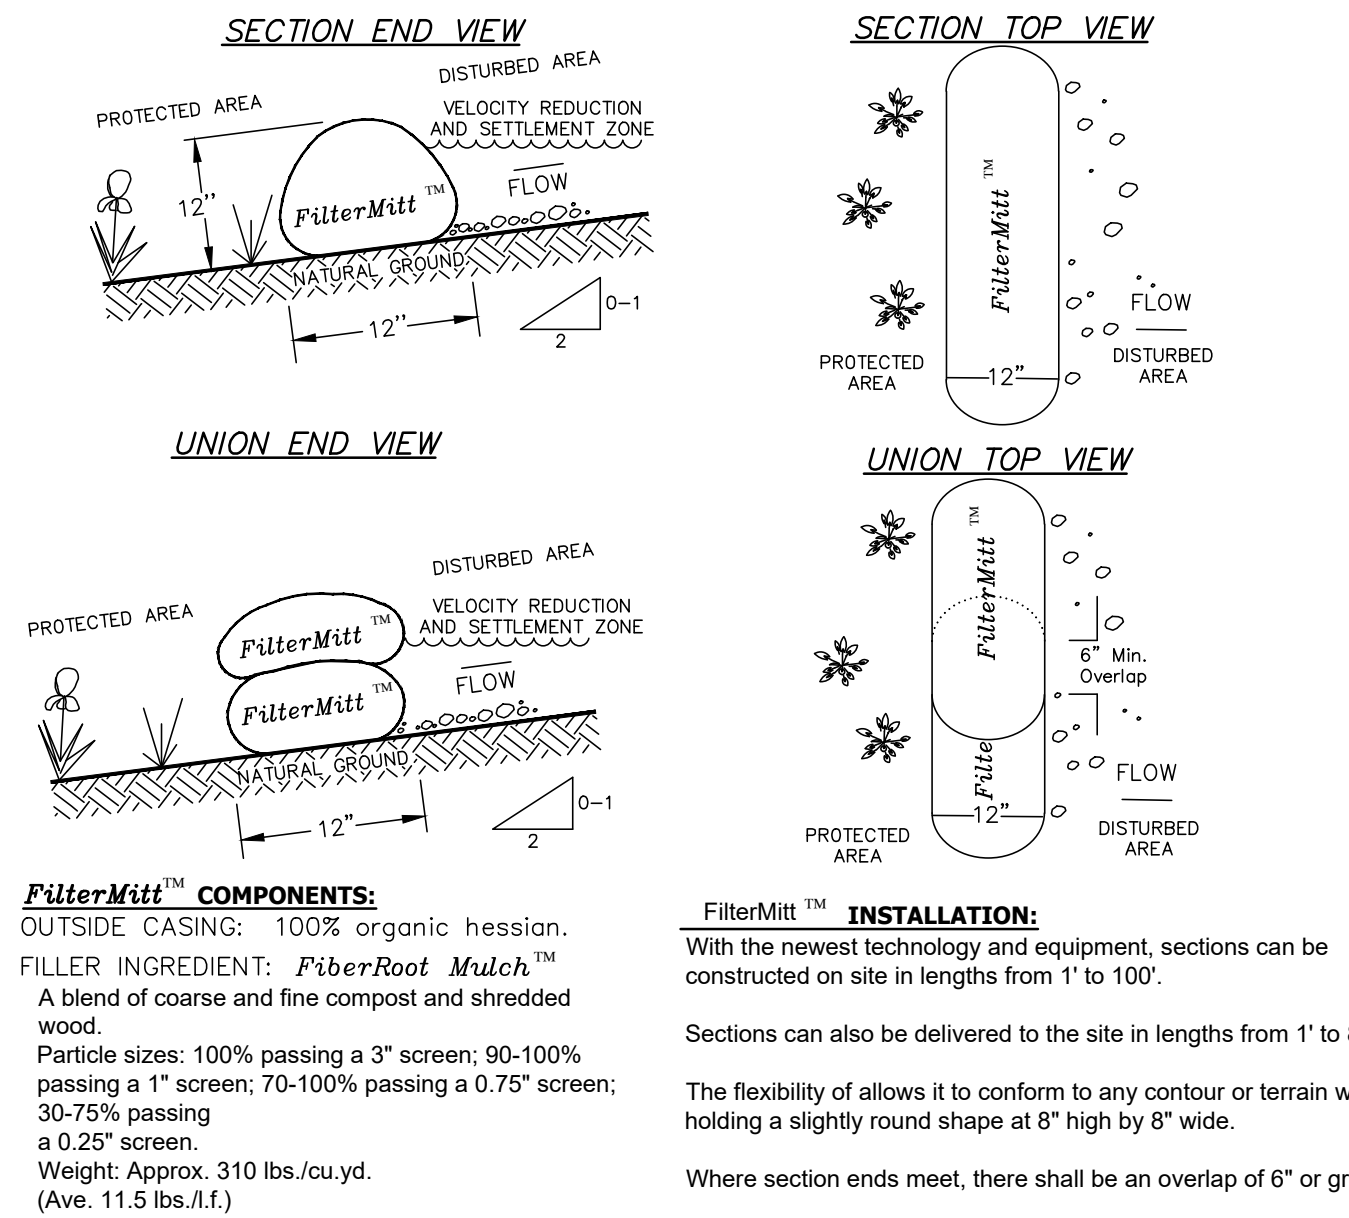 SECTION END VIEW
DISTURBED AREA
PROTECTED AREA
VELOCITY REDUCTION
AND SETTLEMENT ZONE
12''
FLOW
FilterMitt ™
NATURAL GROUND
12''
0-1
2
SECTION TOP VIEW
FilterMitt ™
FLOW
PROTECTED
AREA
DISTURBED
AREA
12"
UNION END VIEW
DISTURBED AREA
PROTECTED AREA
VELOCITY REDUCTION
AND SETTLEMENT ZONE
FilterMitt ™
FLOW
FilterMitt ™
NATURAL GROUND
12"
0-1
2
UNION TOP VIEW
FilterMitt ™
6" Min.
Overlap
Filte
FLOW
12"
PROTECTED
AREA
DISTURBED
AREA
FilterMitt™ COMPONENTS:
OUTSIDE CASING: 100% organic hessian.
FILLER INGREDIENT: FiberRoot Mulch™
A blend of coarse and fine compost and shredded
wood.
Particle sizes: 100% passing a 3" screen; 90-100%
passing a 1" screen; 70-100% passing a 0.75" screen;
30-75% passing
a 0.25" screen.
Weight: Approx. 310 lbs./cu.yd.
(Ave. 11.5 lbs./l.f.)
FilterMitt ™ INSTALLATION:
With the newest technology and equipment, sections can be
constructed on site in lengths from 1' to 100'.
Sections can also be delivered to the site in lengths from 1' to
The flexibility of allows it to conform to any contour or terrain
holding a slightly round shape at 8" high by 8" wide.
Where section ends meet, there shall be an overlap of 6" or